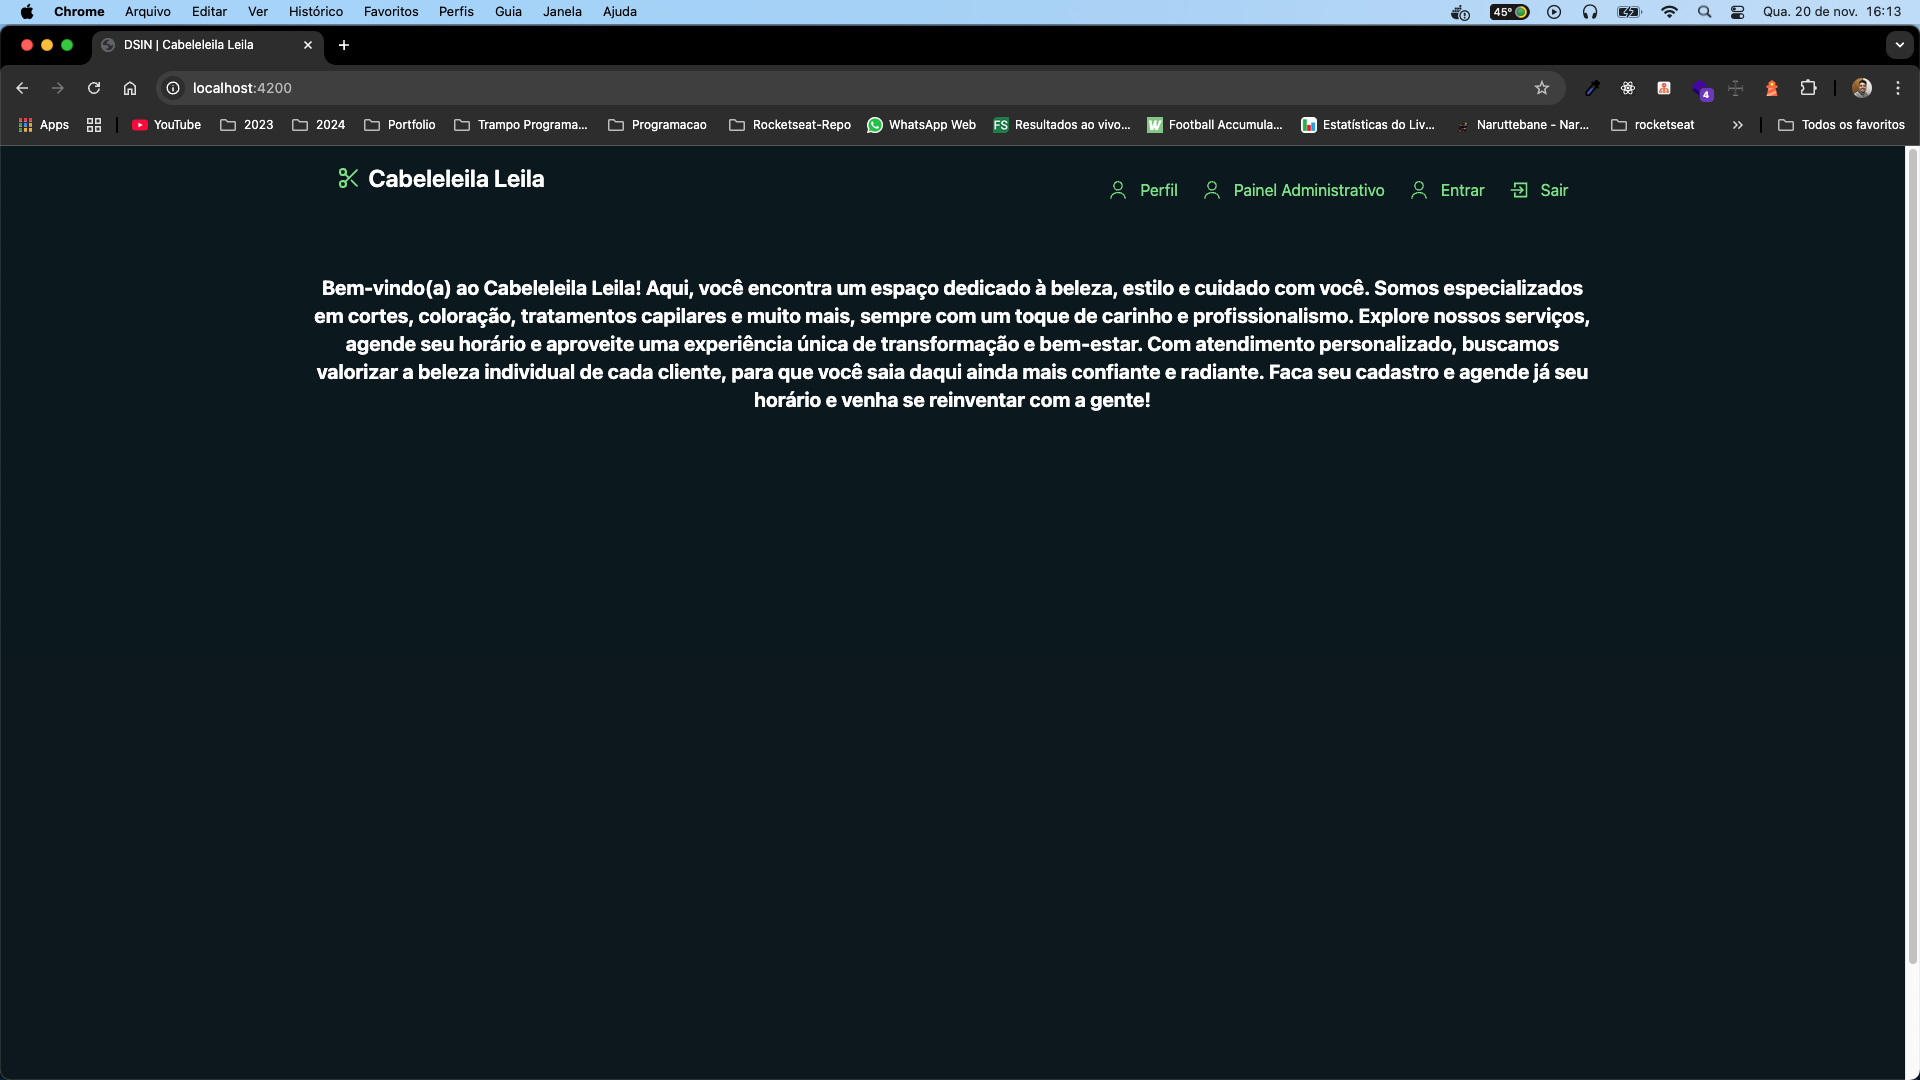 Chrome Arquivo Editar Ver Histórico Favoritos Perfis Guia Janela Ajuda 45° Qua. 20 de nov. 16:13
DSIN | Cabeleleila Leila
localhost:4200 4
Apps YouTube 2023 2024 Portfolio Trampo Programa... Programacao Rocketseat-Repo WhatsApp Web FS Resultados ao vivo... W Football Accumula... Estatísticas do Liv... Naruttebane - Nar... rocketseat » Todos os favoritos
Cabeleleila Leila
Perfil Painel Administrativo Entrar Sair
Bem-vindo(a) ao Cabeleleila Leila! Aqui, você encontra um espaço dedicado à beleza, estilo e cuidado com você. Somos especializados
em cortes, coloração, tratamentos capilares e muito mais, sempre com um toque de carinho e profissionalismo. Explore nossos serviços,
agende seu horário e aproveite uma experiência única de transformação e bem-estar. Com atendimento personalizado, buscamos
valorizar a beleza individual de cada cliente, para que você saia daqui ainda mais confiante e radiante. Faca seu cadastro e agende já seu
horário e venha se reinventar com a gente!